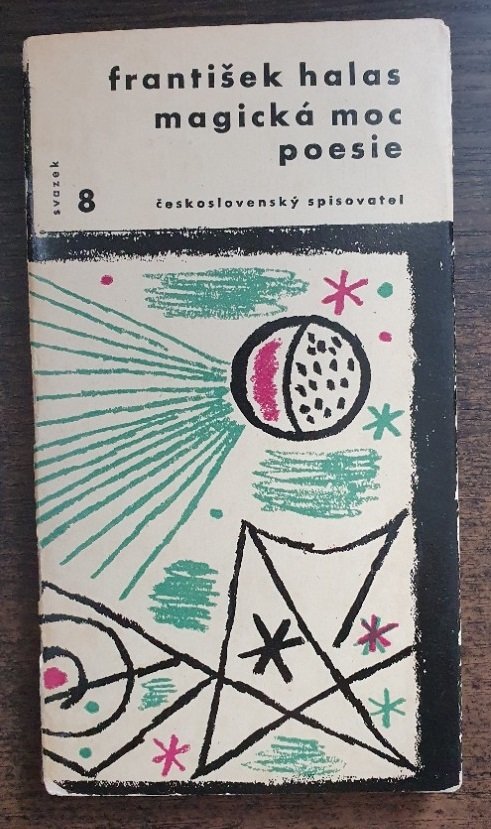 františek halas
magická moc
poesie
svazek
8
československý spisovatel